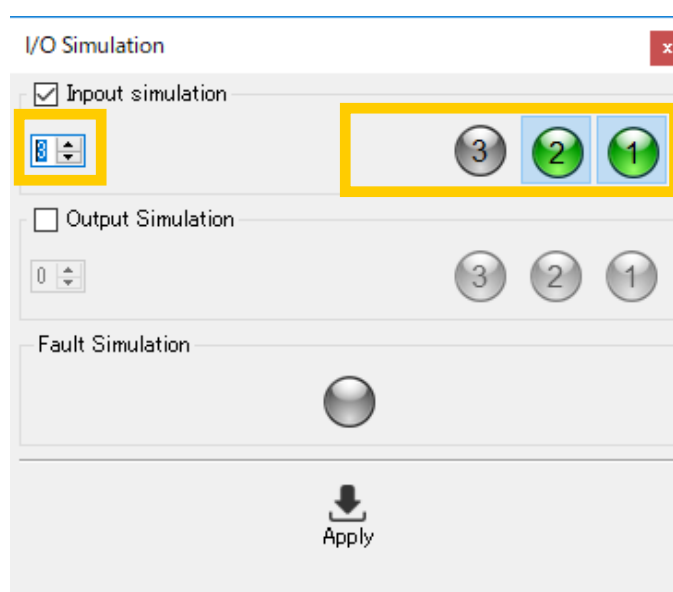 I/O Simulation
x
Inpout simulation
3
3 2 1
Output Simulation
0
3 2 1
Fault Simulation
Apply